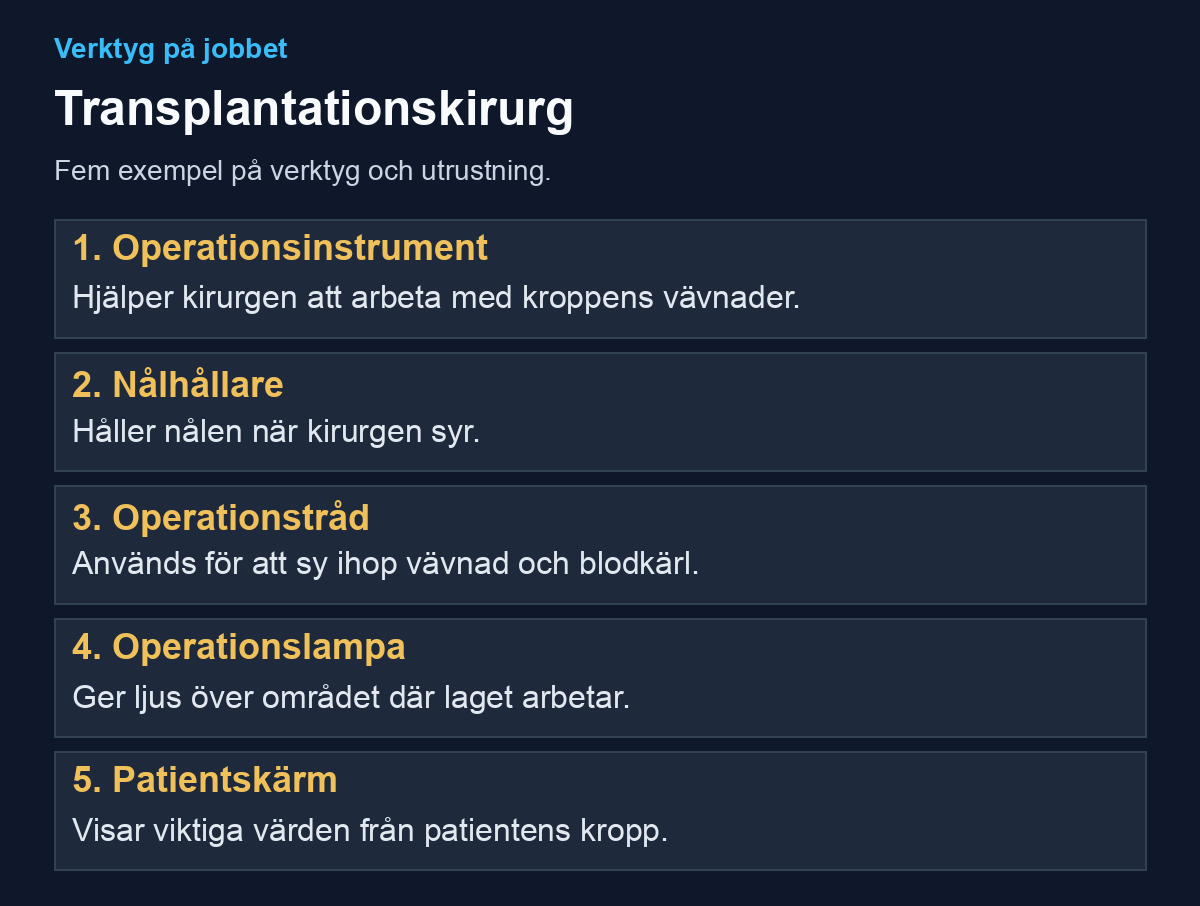 Verktyg på jobbet
Transplantationskirurg
Fem exempel på verktyg och utrustning.
1. Operationsinstrument
Hjälper kirurgen att arbeta med kroppens vävnader.
2. Nålhållare
Håller nålen när kirurgen syr.
3. Operationstråd
Används för att sy ihop vävnad och blodkärl.
4. Operationslampa
Ger ljus över området där laget arbetar.
5. Patientskärm
Visar viktiga värden från patientens kropp.